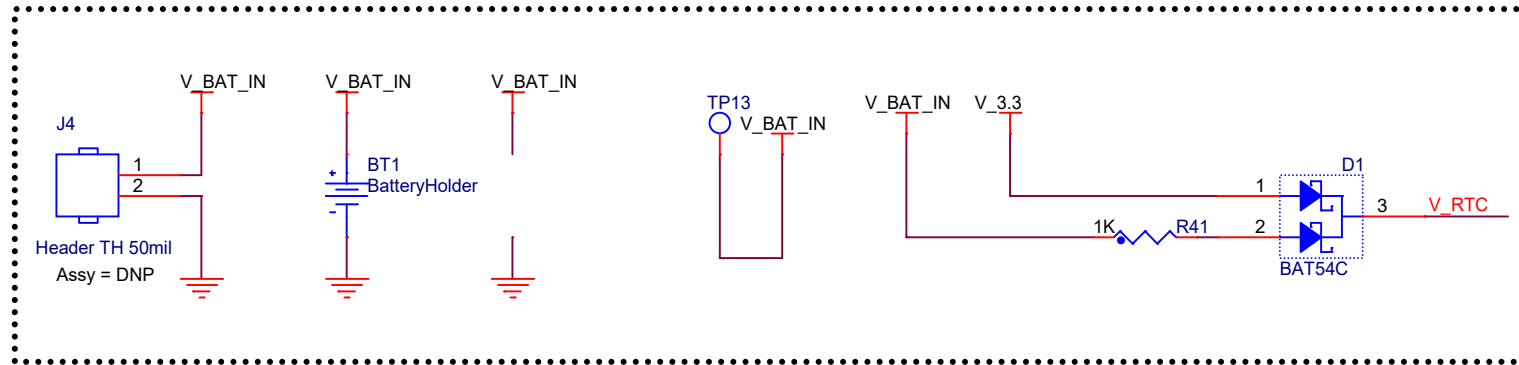 V_BAT_IN
V_BAT_IN
V_BAT_IN
TP13
V_BAT_IN
V_BAT_IN
V_3.3
J4
1
2
BT1
BatteryHolder
+
-
Header TH 50mil
Assy = DNP
D1
1
3
V_RTC
1K
R41
2
BAT54C